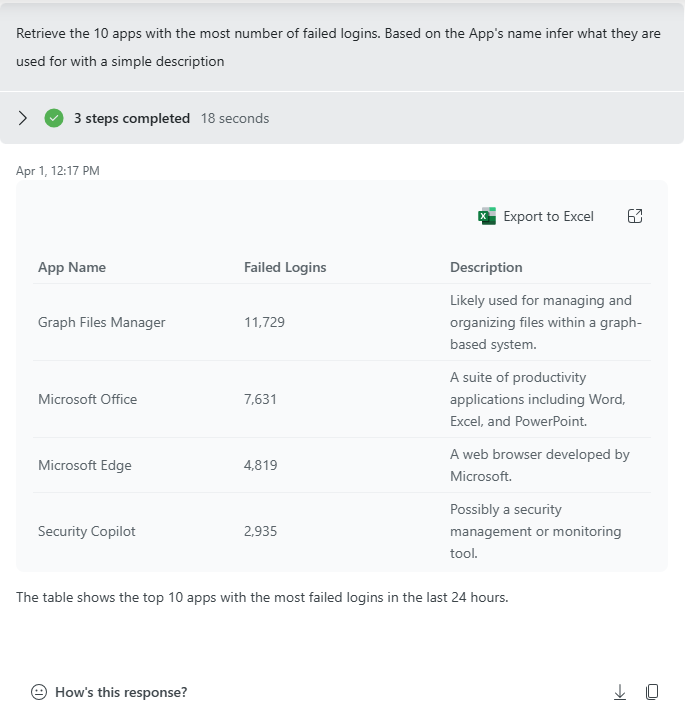 Retrieve the 10 apps with the most number of failed logins. Based on the App's name infer what they are
used for with a simple description
3 steps completed 18 seconds
Apr 1, 12:17 PM
Export to Excel
App Name Failed Logins Description
Graph Files Manager 11,729 Likely used for managing and
organizing files within a graph-
based system.
Microsoft Office 7,631 A suite of productivity
applications including Word,
Excel, and PowerPoint.
Microsoft Edge 4,819 A web browser developed by
Microsoft.
Security Copilot 2,935 Possibly a security
management or monitoring
tool.
The table shows the top 10 apps with the most failed logins in the last 24 hours.
How's this response?